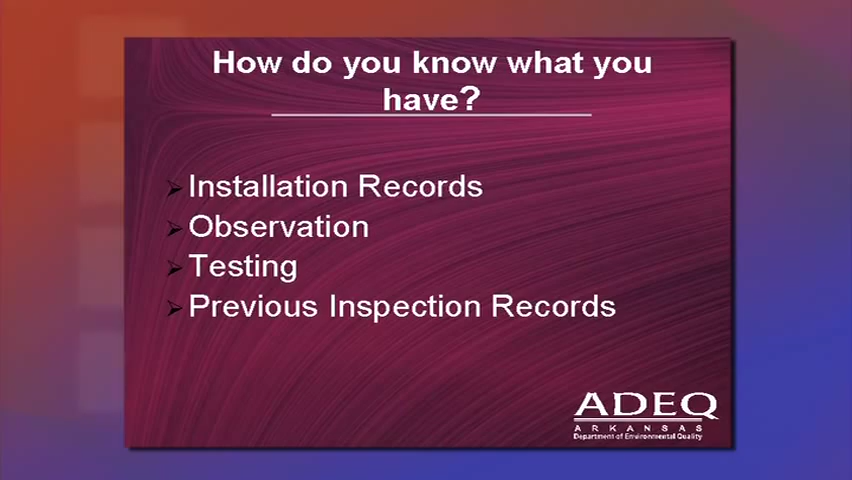 How do you know what you
have?
Installation Records
Observation
Testing
Previous Inspection Records
ADEQ
ARKANSAS
Department of Environmental Quality